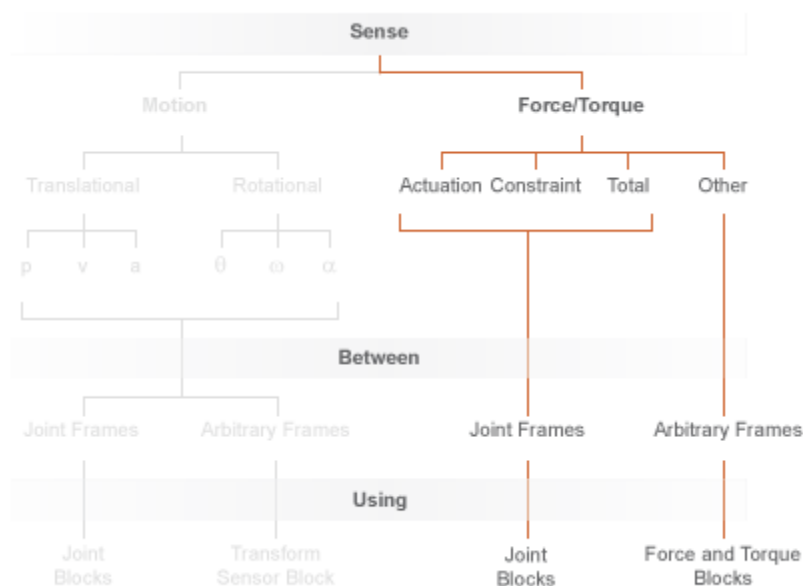 Sense
Motion Force/Torque
Translational Rotational Actuation Constraint Total Other
p v a θ ω α
Between
Joint Frames Arbitrary Frames Joint Frames Arbitrary Frames
Using
Joint Transform Joint Force and Torque
Blocks Sensor Block Blocks Blocks